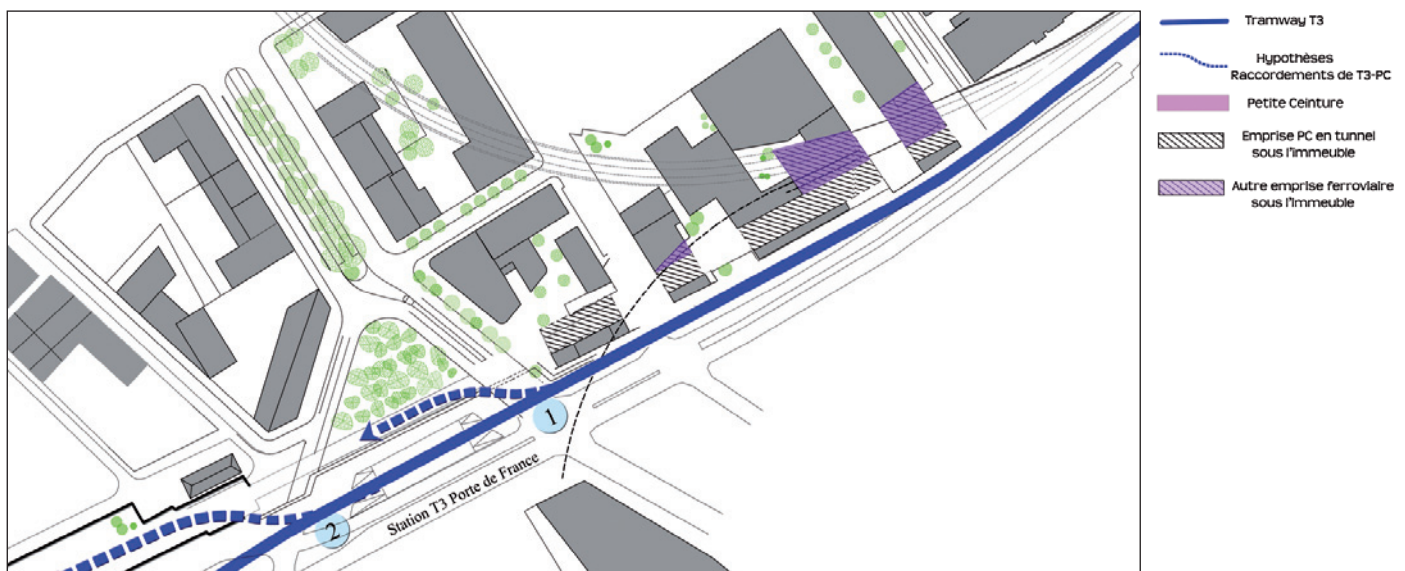 Tramway T3
Hypothèses
Raccordements de T3-PC
Petite Ceinture
Emprise PC en tunnel
sous l'immeuble
Autre emprise ferroviaire
sous l'immeuble
1
Station T3 Porte de France
2